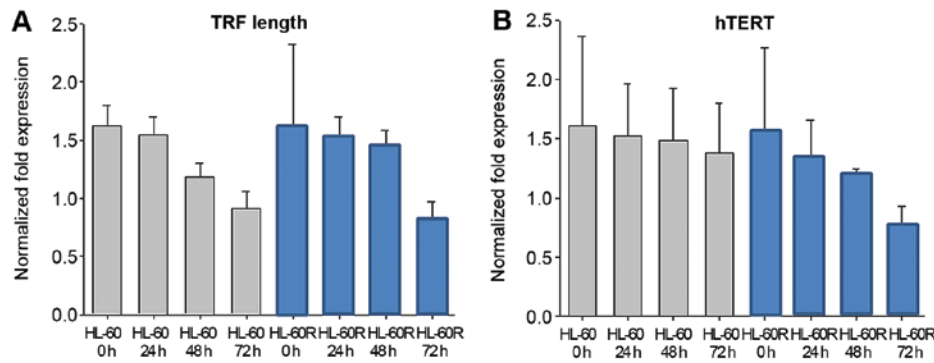 A
TRF length
Normalized fold expression
2.5
2.0
1.5
1.0
0.5
0.0
HL-60 HL-60 HL-60 HL-60 HL-60R HL-60R HL-60R HL-60R
0h 24h 48h 72h 0h 24h 48h 72h
B
hTERT
Normalized fold expression
2.5
2.0
1.5
1.0
0.5
0.0
HL-60 HL-60 HL-60 HL-60 HL-60R HL-60R HL-60R HL-60R
0h 24h 48h 72h 0h 24h 48h 72h